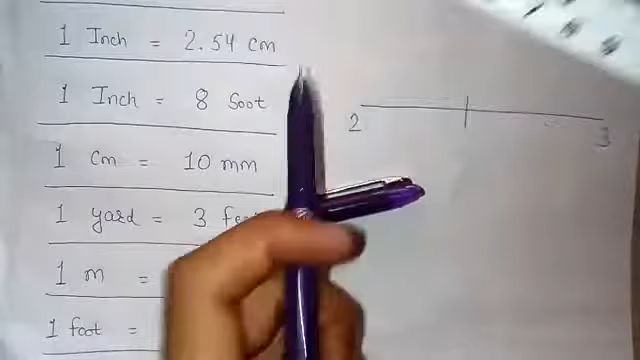 1 Inch = 2.54 cm
1 Inch = 8 Soot
1 cm = 10 mm
1 yard = 3
1 m =
1 foot =
2
3